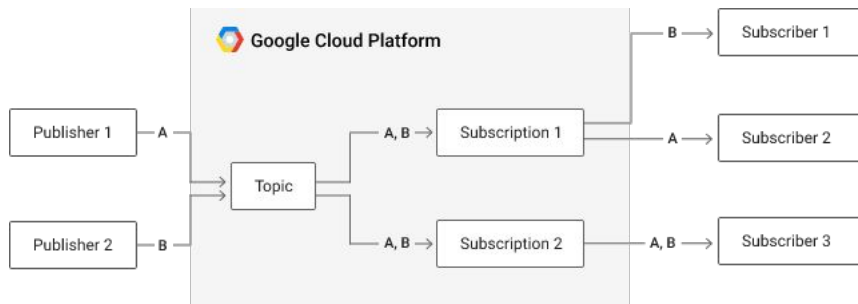 Google Cloud Platform
B
Subscriber 1
Publisher 1
A
A, B
Subscription 1
A
Subscriber 2
Topic
Publisher 2
B
A, B
Subscription 2
A, B
Subscriber 3